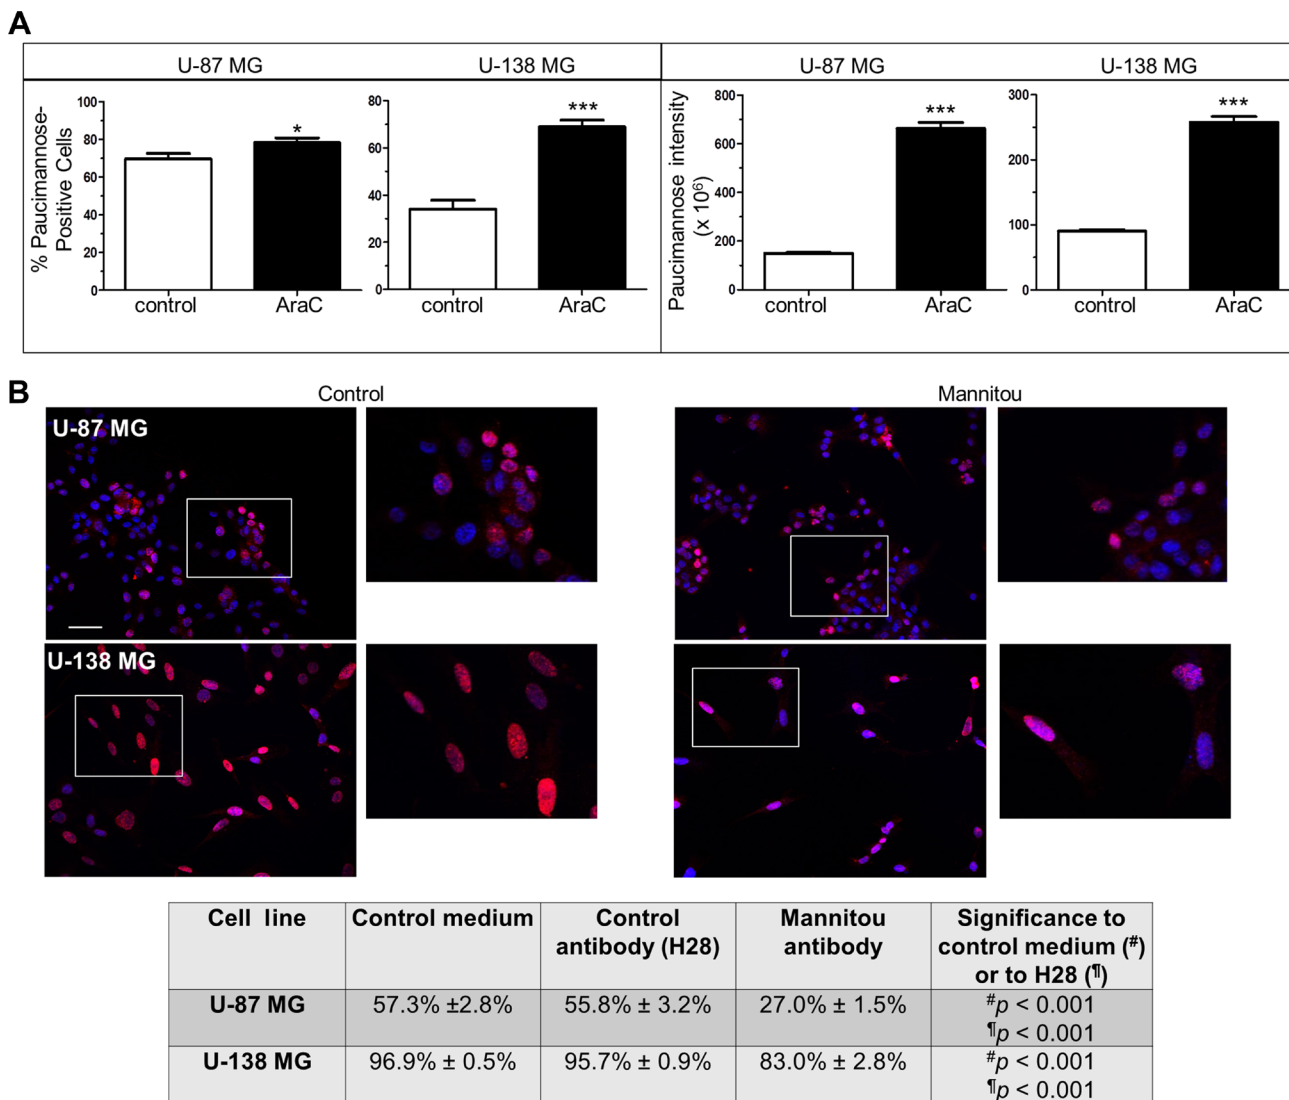 A
U-87 MG
U-138 MG
U-87 MG
U-138 MG
% Paucimannose-
Positive Cells
100
80
60
40
20
0
*
control
AraC
80
60
40
20
0
***
control
AraC
Paucimannose intensity
(x 10⁶)
800
600
400
200
0
***
control
AraC
300
200
100
0
***
control
AraC
B
Control
Mannitou
U-87 MG
U-138 MG
Cell line Control medium Control antibody (H28) Mannitou antibody Significance to control medium (#) or to H28 (¶)
U-87 MG 57.3% ±2.8% 55.8% ± 3.2% 27.0% ± 1.5% #p < 0.001
¶p < 0.001
U-138 MG 96.9% ± 0.5% 95.7% ± 0.9% 83.0% ± 2.8% #p < 0.001
¶p < 0.001